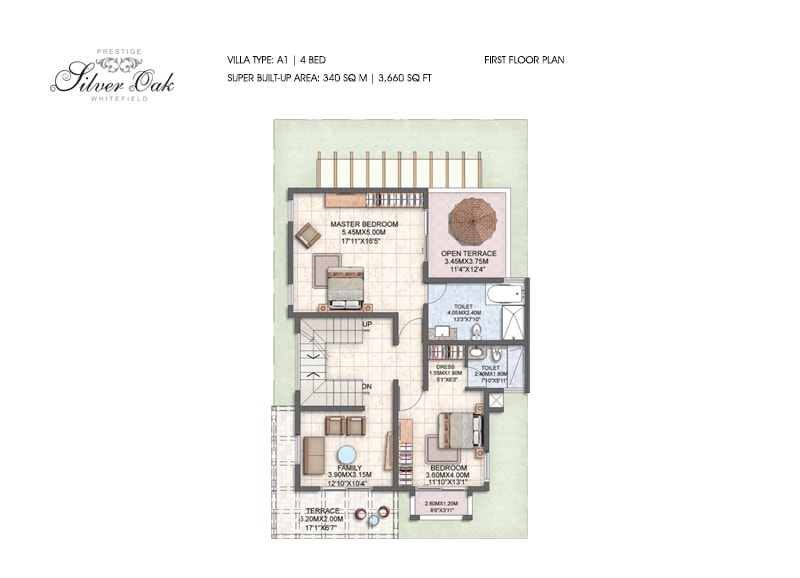 PRESTIGE
Silver Oak
WHITEFIELD
VILLA TYPE: A1 | 4 BED
SUPER BUILT-UP AREA: 340 SQ M | 3,660 SQ FT
FIRST FLOOR PLAN
MASTER BEDROOM
5.45MX5.00M
17'11"X16'5"
OPEN TERRACE
3.45MX3.75M
11'4"X12'4"
TOILET
4.05MX2.40M
13'3"X7'10"
UP
DN
DRESS
1.55MX1.90M
5'1"X6'3"
TOILET
2.40MX1.80M
7'10"X5'11"
FAMILY
3.90MX3.15M
12'10"X10'4"
BEDROOM
3.60MX4.00M
11'10"X13'1"
2.60MX1.20M
8'6"X3'11"
TERRACE
5.20MX2.00M
17'1"X6'7"